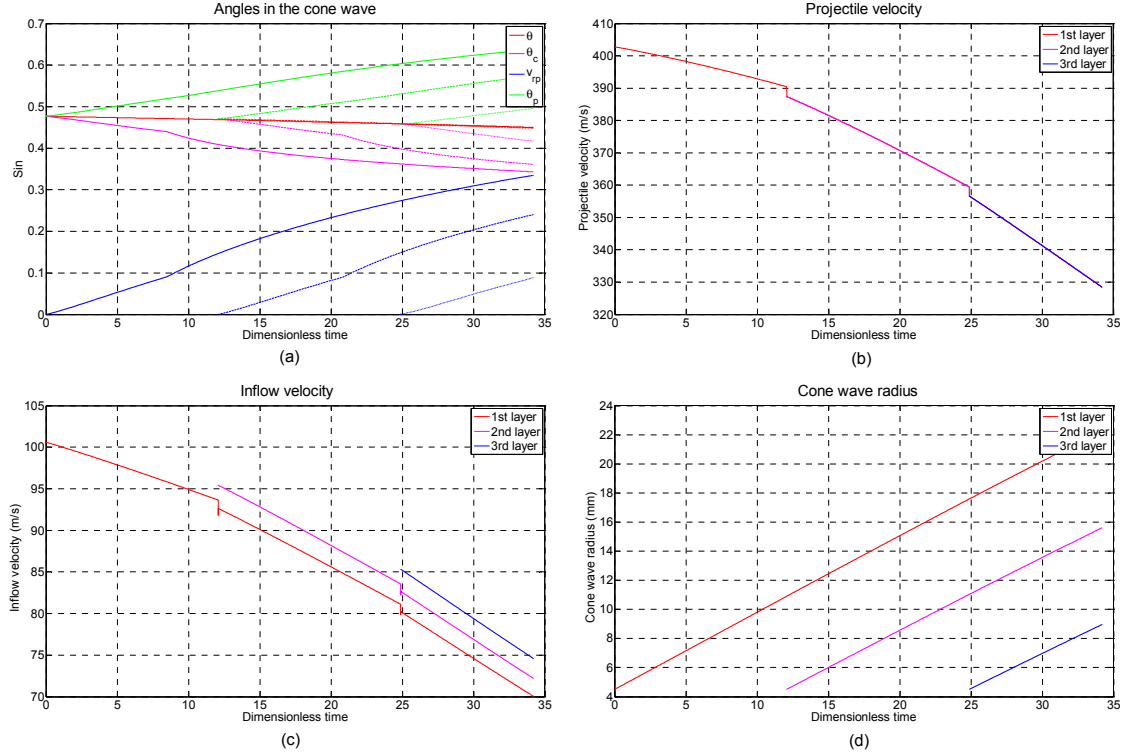 Angles in the cone wave
0.7
0.6
0.5
0.4
0.3
0.2
0.1
0
Sin
0 5 10 15 20 25 30 35
Dimensionless time
θ
θc
vrp
θp
(a)
Projectile velocity
410
400
390
380
370
360
350
340
330
320
Projectile velocity (m/s)
0 5 10 15 20 25 30 35
Dimensionless time
1st layer
2nd layer
3rd layer
(b)
Inflow velocity
105
100
95
90
85
80
75
70
Inflow velocity (m/s)
0 5 10 15 20 25 30 35
Dimensionless time
1st layer
2nd layer
3rd layer
(c)
Cone wave radius
24
22
20
18
16
14
12
10
8
6
4
Cone wave radius (mm)
0 5 10 15 20 25 30 35
Dimensionless time
1st layer
2nd layer
3rd layer
(d)